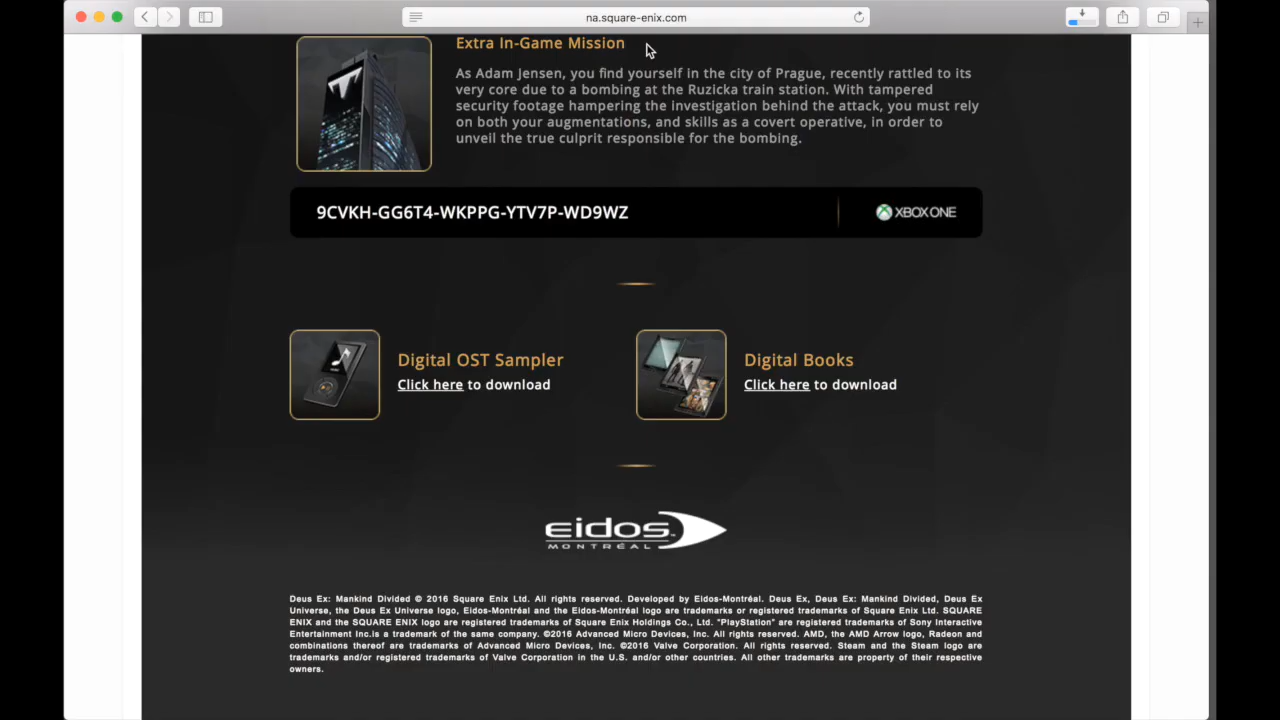 na.square-enix.com
Extra In-Game Mission
As Adam Jensen, you find yourself in the city of Prague, recently rattled to its
very core due to a bombing at the Ruzicka train station. With tampered
security footage hampering the investigation behind the attack, you must rely
on both your augmentations, and skills as a covert operative, in order to
unveil the true culprit responsible for the bombing.
9CVKH-GG6T4-WKPPG-YTV7P-WD9WZ
XBOX ONE
Digital OST Sampler
Click here to download
Digital Books
Click here to download
eidos™
MONTRÉAL
Deus Ex: Mankind Divided © 2016 Square Enix Ltd. All rights reserved. Developed by Eidos-Montréal. Deus Ex, Deus Ex: Mankind Divided, Deus Ex
Universe, the Deus Ex Universe logo, Eidos-Montréal and the Eidos-Montréal logo are trademarks or registered trademarks of Square Enix Ltd. SQUARE
ENIX and the SQUARE ENIX logo are registered trademarks of Square Enix Holdings Co., Ltd. "PlayStation" are registered trademarks of Sony Interactive
Entertainment Inc.is a trademark of the same company. ©2016 Advanced Micro Devices, Inc. All rights reserved. AMD, the AMD Arrow logo, Radeon and
combinations thereof are trademarks of Advanced Micro Devices, Inc. ©2016 Valve Corporation. All rights reserved. Steam and the Steam logo are
trademarks and/or registered trademarks of Valve Corporation in the U.S. and/or other countries. All other trademarks are property of their respective
owners.